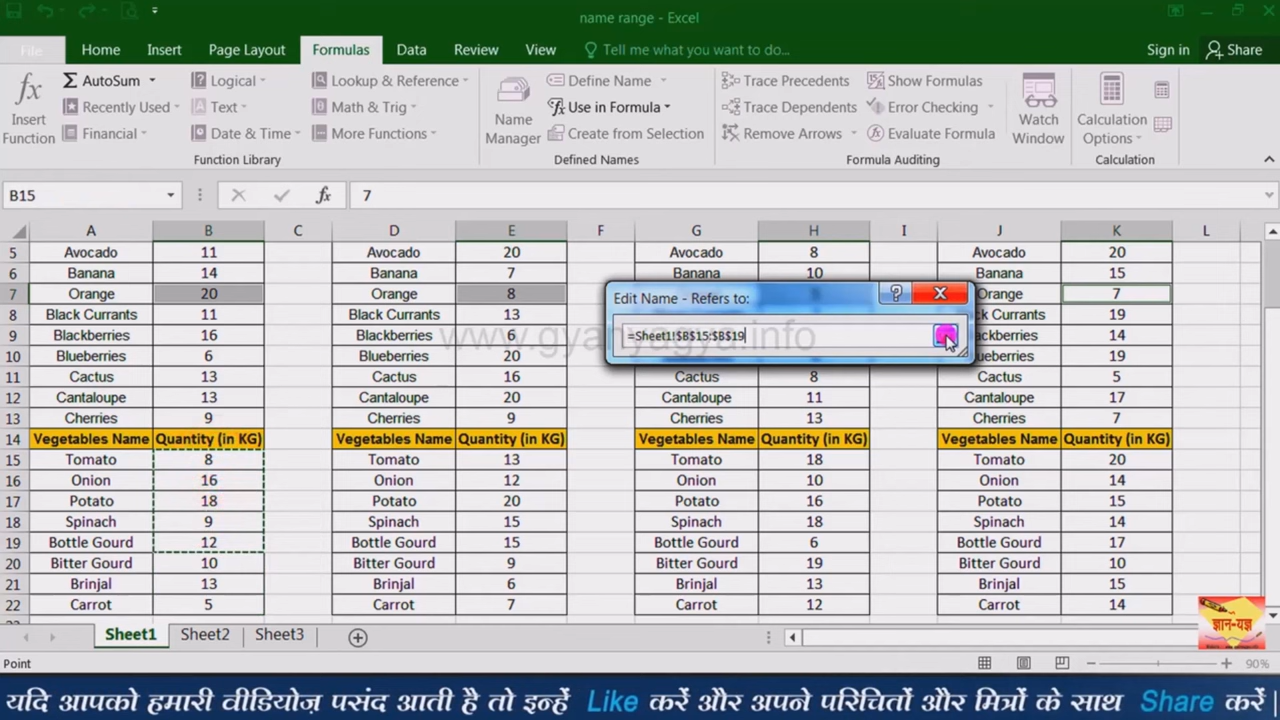 name range - Excel
File Home Insert Page Layout Formulas Data Review View Tell me what you want to do... Sign in Share
AutoSum Logical Lookup & Reference Define Name Trace Precedents Show Formulas
Recently Used Text Math & Trig Use in Formula Trace Dependents Error Checking
Financial Date & Time More Functions Create from Selection Remove Arrows Evaluate Formula
Insert Function Name Manager Watch Window Calculation Options
Function Library Defined Names Formula Auditing Calculation
B15 fx 7
A B C D E F G H I J K L
5 Avocado 11 Avocado 20 Avocado 8 Avocado 20
6 Banana 14 Banana 7 Banana 10 Banana 15
7 Orange 20 Orange 8 Orange 7
8 Black Currants 11 Black Currants 13 Black Currants 19
9 Blackberries 16 Blackberries 6 Blackberries 14
10 Blueberries 6 Blueberries 20 Blueberries 19
11 Cactus 13 Cactus 16 Cactus 8 Cactus 5
12 Cantaloupe 13 Cantaloupe 20 Cantaloupe 11 Cantaloupe 17
13 Cherries 9 Cherries 9 Cherries 13 Cherries 7
14 Vegetables Name Quantity (in KG) Vegetables Name Quantity (in KG) Vegetables Name Quantity (in KG) Vegetables Name Quantity (in KG)
15 Tomato 8 Tomato 13 Tomato 18 Tomato 20
16 Onion 16 Onion 12 Onion 10 Onion 14
17 Potato 18 Potato 20 Potato 16 Potato 15
18 Spinach 9 Spinach 15 Spinach 18 Spinach 14
19 Bottle Gourd 12 Bottle Gourd 15 Bottle Gourd 6 Bottle Gourd 17
20 Bitter Gourd 10 Bitter Gourd 9 Bitter Gourd 19 Bitter Gourd 10
21 Brinjal 13 Brinjal 6 Brinjal 13 Brinjal 15
22 Carrot 5 Carrot 7 Carrot 12 Carrot 14
Edit Name - Refers to:
=Sheet1!$B$15:$B$19
www.gyanyagya.info
Sheet1 Sheet2 Sheet3
ज्ञान-यज्ञ
Point 90%
यदि आपको हमारी वीडियोज़ पसंद आती है तो इन्हें Like करें और अपने परिचितों और मित्रों के साथ Share करें |